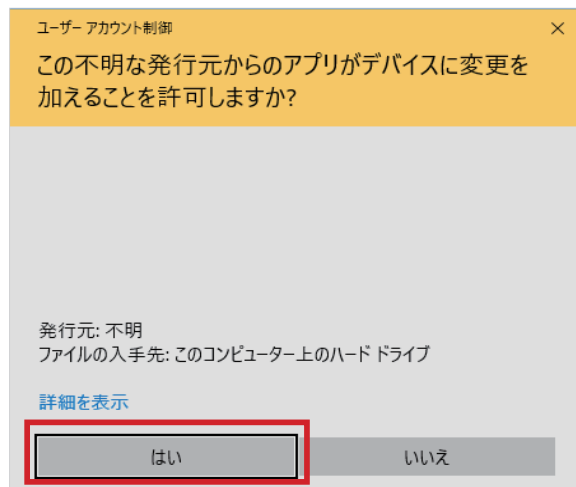 ユーザー アカウント制御
この不明な発行元からのアプリがデバイスに変更を
加えることを許可しますか?
発行元: 不明
ファイルの入手先: このコンピューター上のハード ドライブ
詳細を表示
はい
いいえ